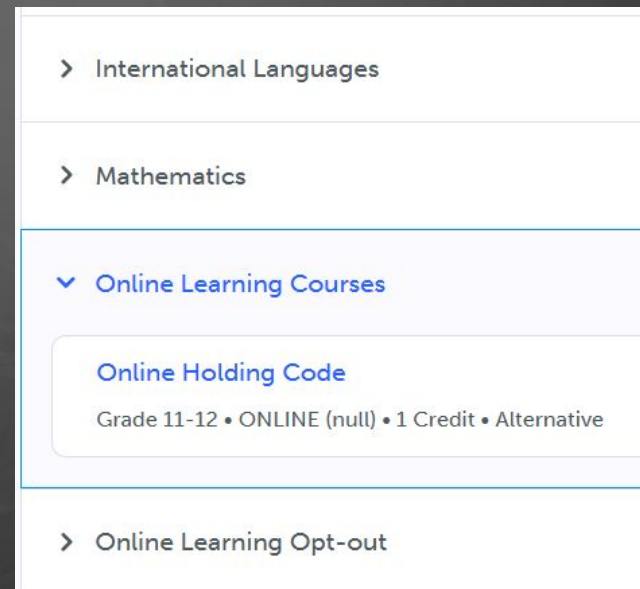 International Languages
Mathematics
Online Learning Courses
Online Holding Code
Grade 11-12 • ONLINE (null) • 1 Credit • Alternative
Online Learning Opt-out